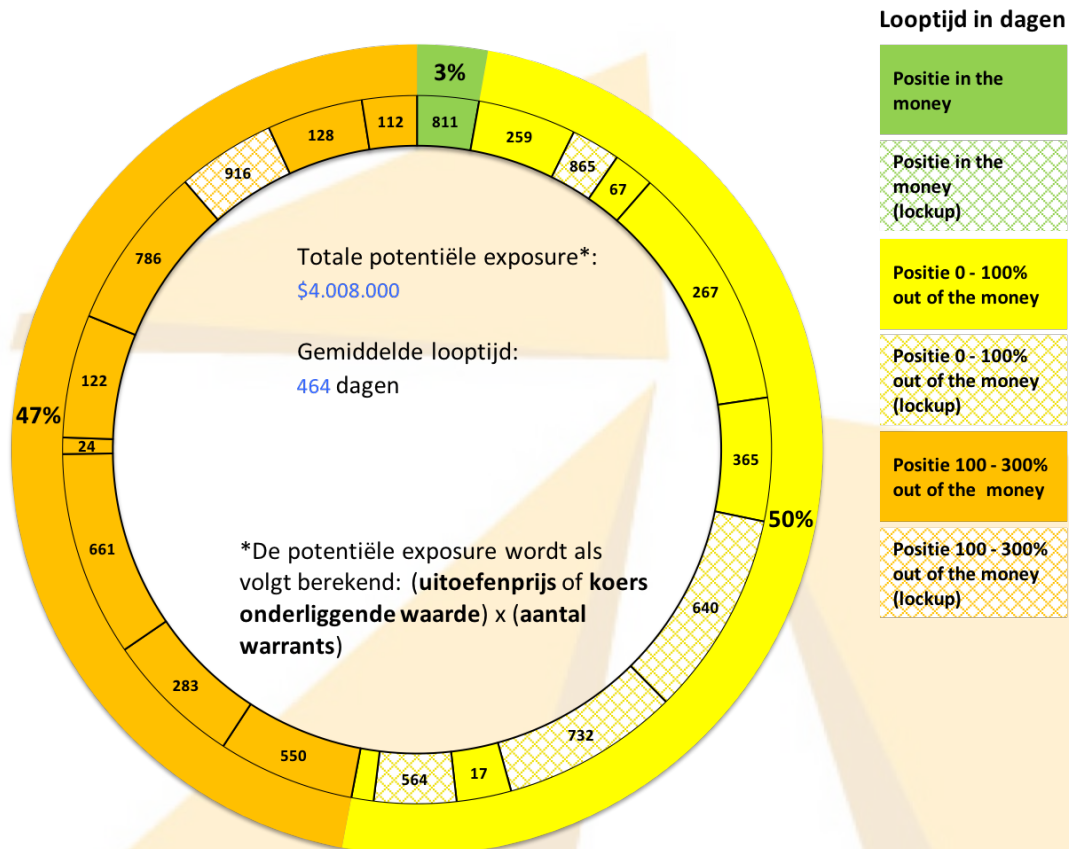 Looptijd in dagen
3%
811
259
865
67
267
365
50%
640
732
17
564
550
283
661
47%
24
122
786
916
128
112
Totale potentiële exposure*:
$4.008.000
Gemiddelde looptijd:
464 dagen
*De potentiële exposure wordt als
volgt berekend: (uitoefenprijs of koers
onderliggende waarde) x (aantal
warrants)
Positie in the
money
Positie in the
money
(lockup)
Positie 0 - 100%
out of the money
Positie 0 - 100%
out of the money
(lockup)
Positie 100 - 300%
out of the money
Positie 100 - 300%
out of the money
(lockup)